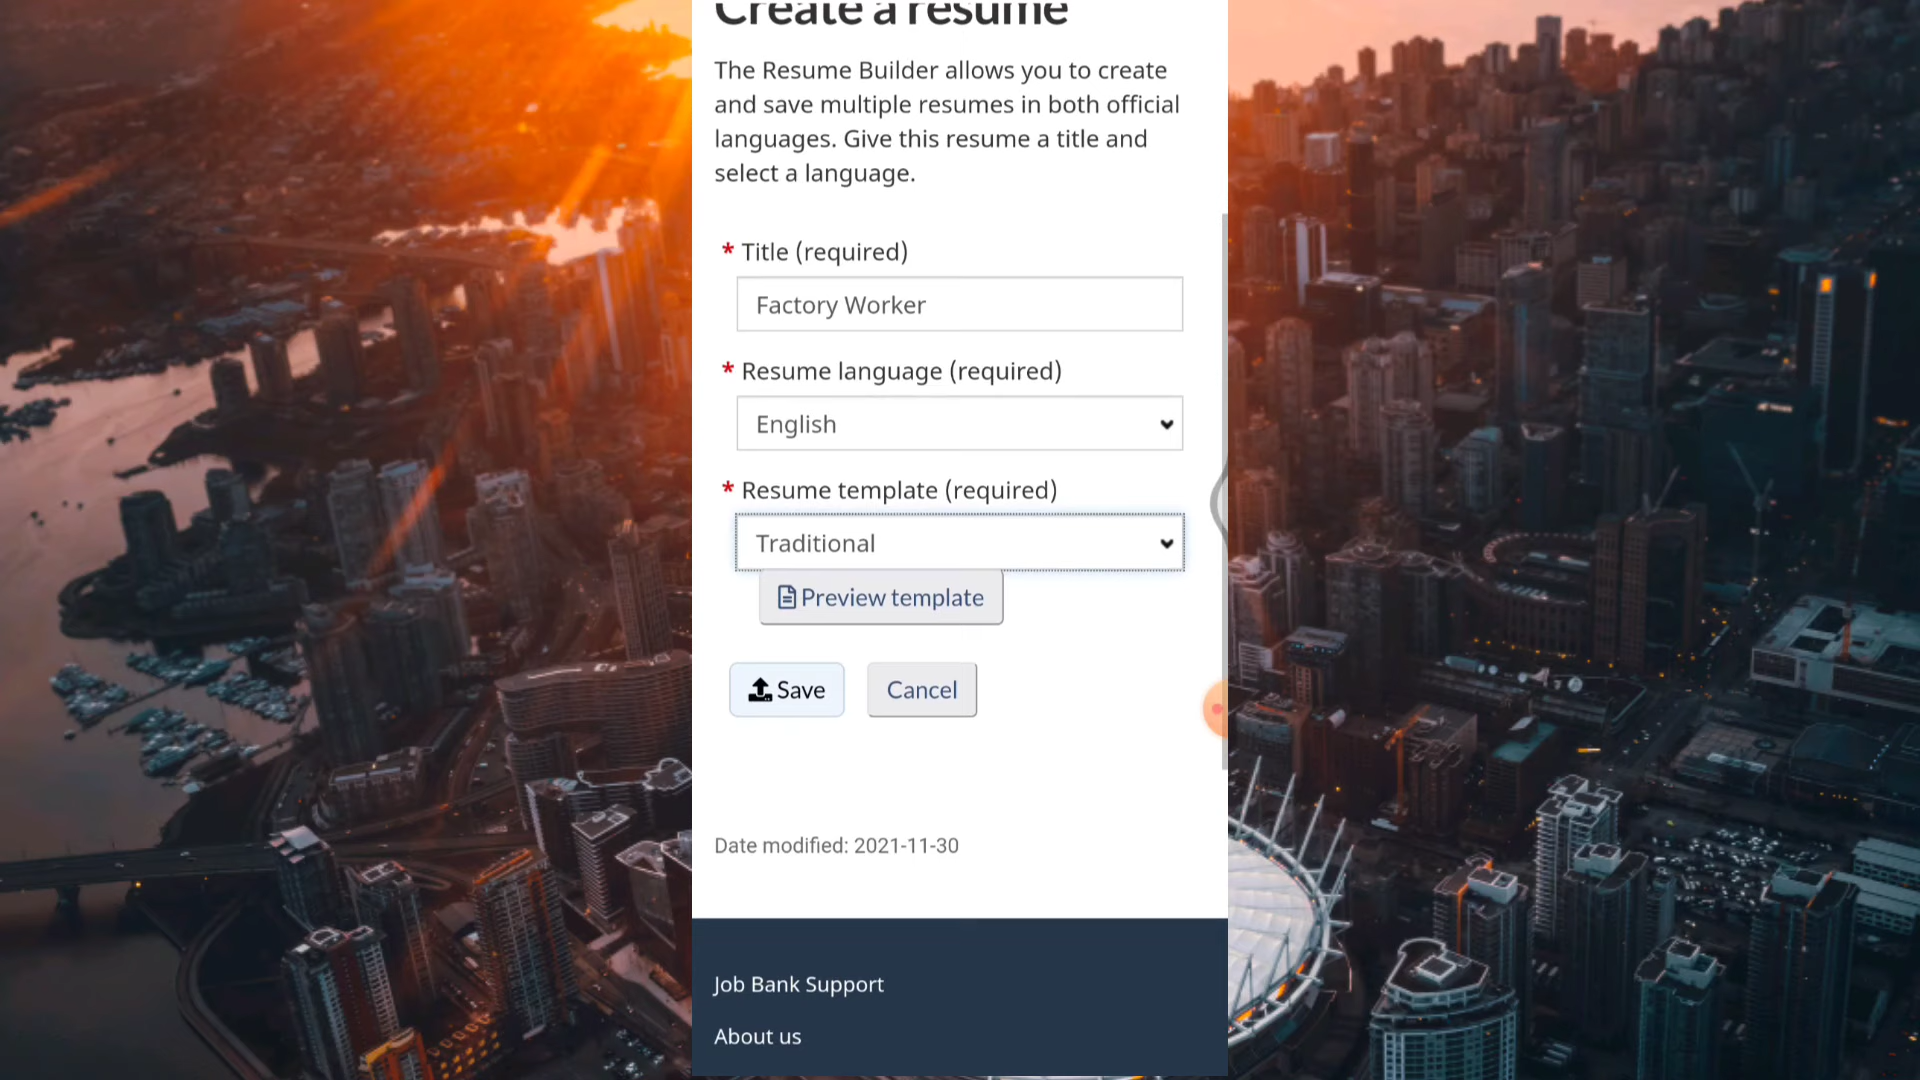 Create a resume
The Resume Builder allows you to create
and save multiple resumes in both official
languages. Give this resume a title and
select a language.
* Title (required)
Factory Worker
* Resume language (required)
English
* Resume template (required)
Traditional
Preview template
Save
Cancel
Date modified: 2021-11-30
Job Bank Support
About us